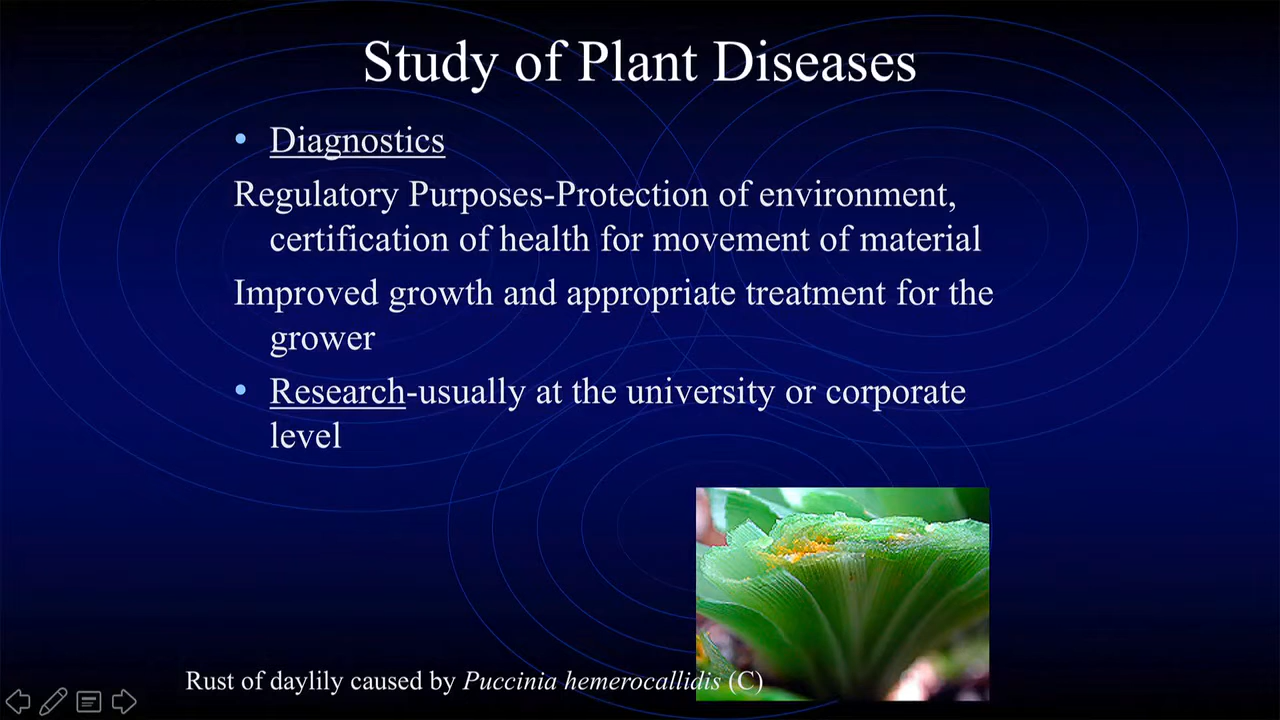 Study of Plant Diseases
• Diagnostics
Regulatory Purposes-Protection of environment,
certification of health for movement of material
Improved growth and appropriate treatment for the
grower
• Research-usually at the university or corporate
level
Rust of daylily caused by Puccinia hemerocallidis (C)